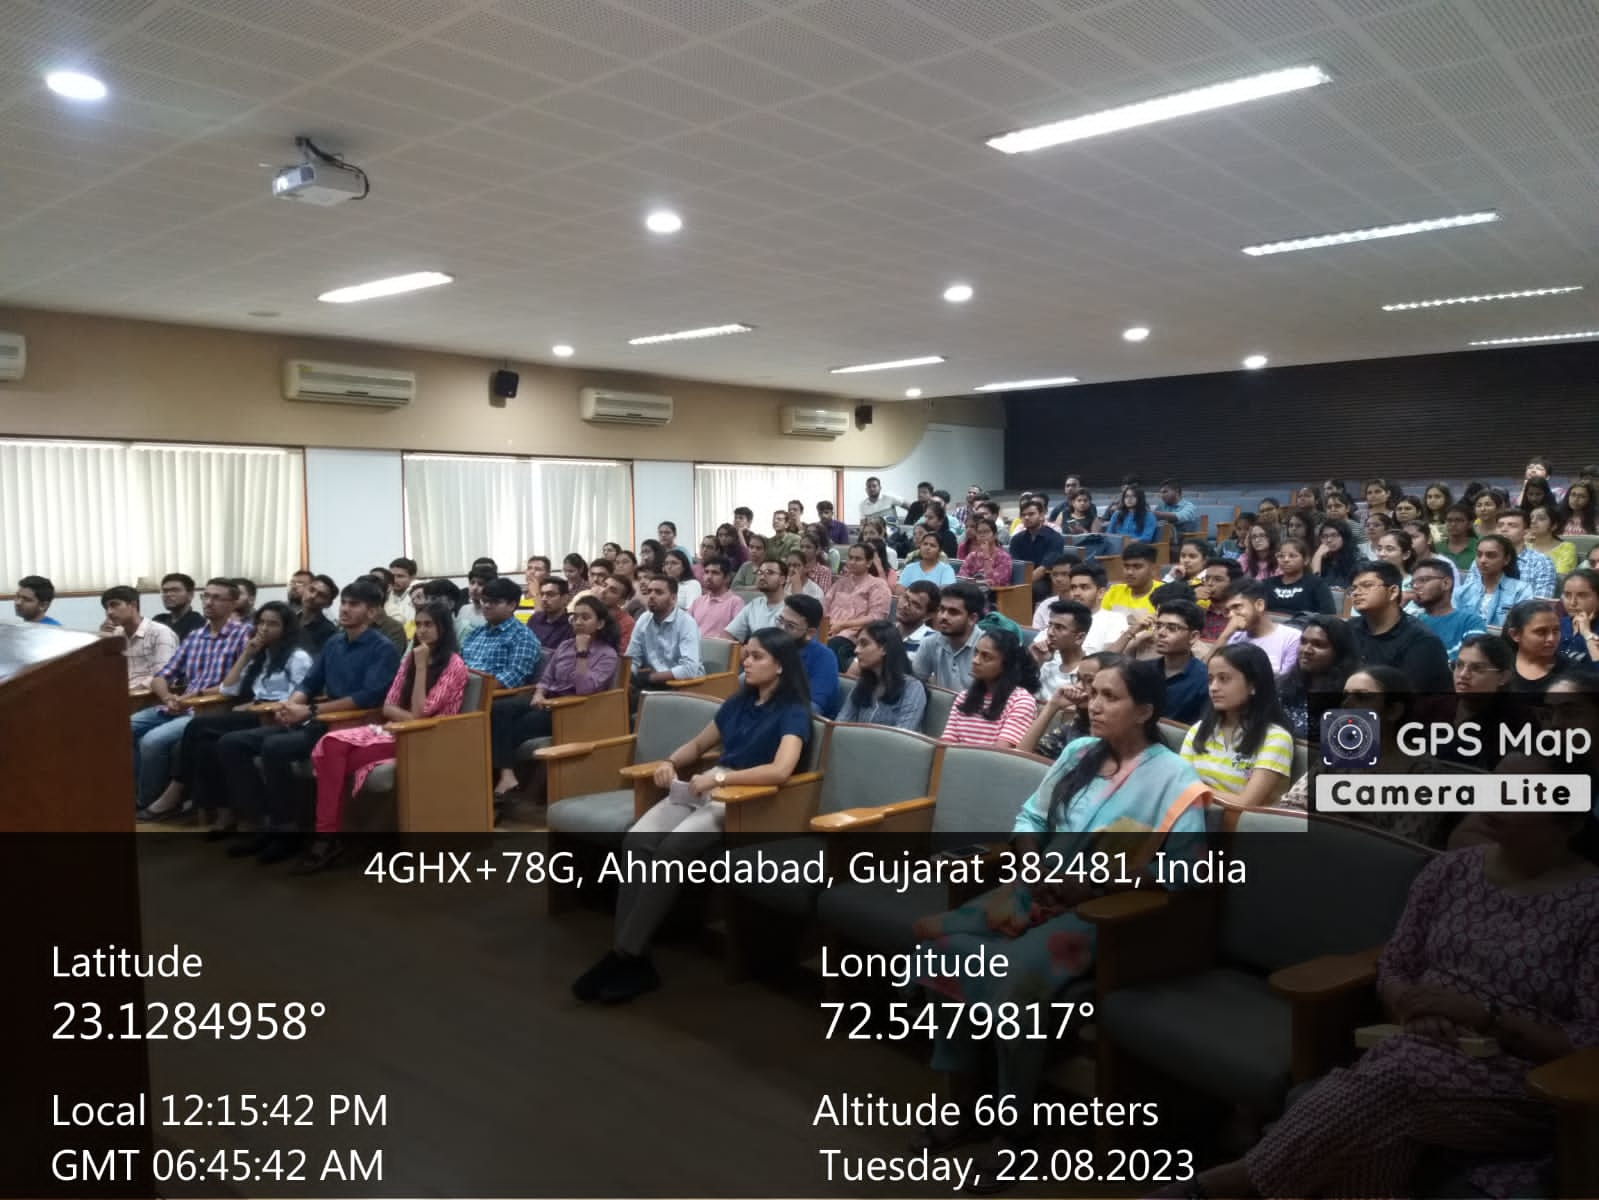 GPS Map
Camera Lite
4GHX+78G, Ahmedabad, Gujarat 382481, India
Latitude
23.1284958°
Longitude
72.5479817°
Local 12:15:42 PM
GMT 06:45:42 AM
Altitude 66 meters
Tuesday, 22.08.2023